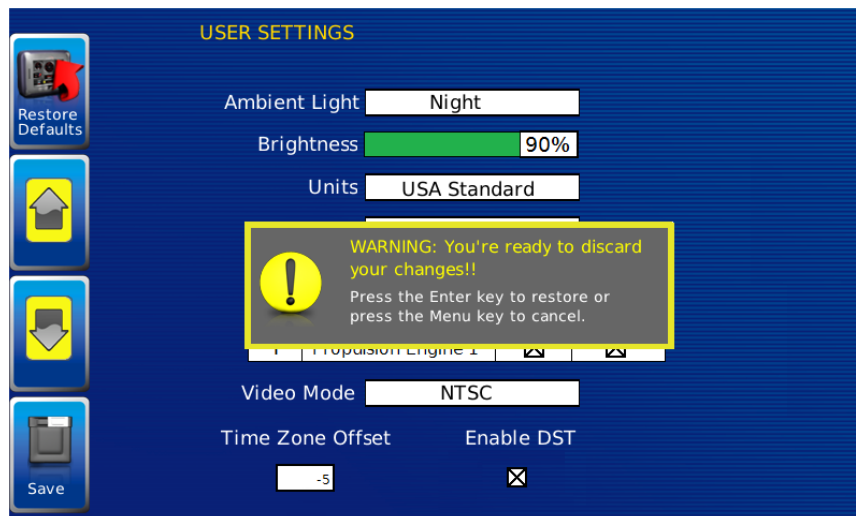 USER SETTINGS
Restore
Defaults
Ambient Light Night
Brightness 90%
Units USA Standard
WARNING: You're ready to discard
your changes!!
Press the Enter key to restore or
press the Menu key to cancel.
1 Propulsion Engine 1
Video Mode NTSC
Time Zone Offset Enable DST
-5
Save